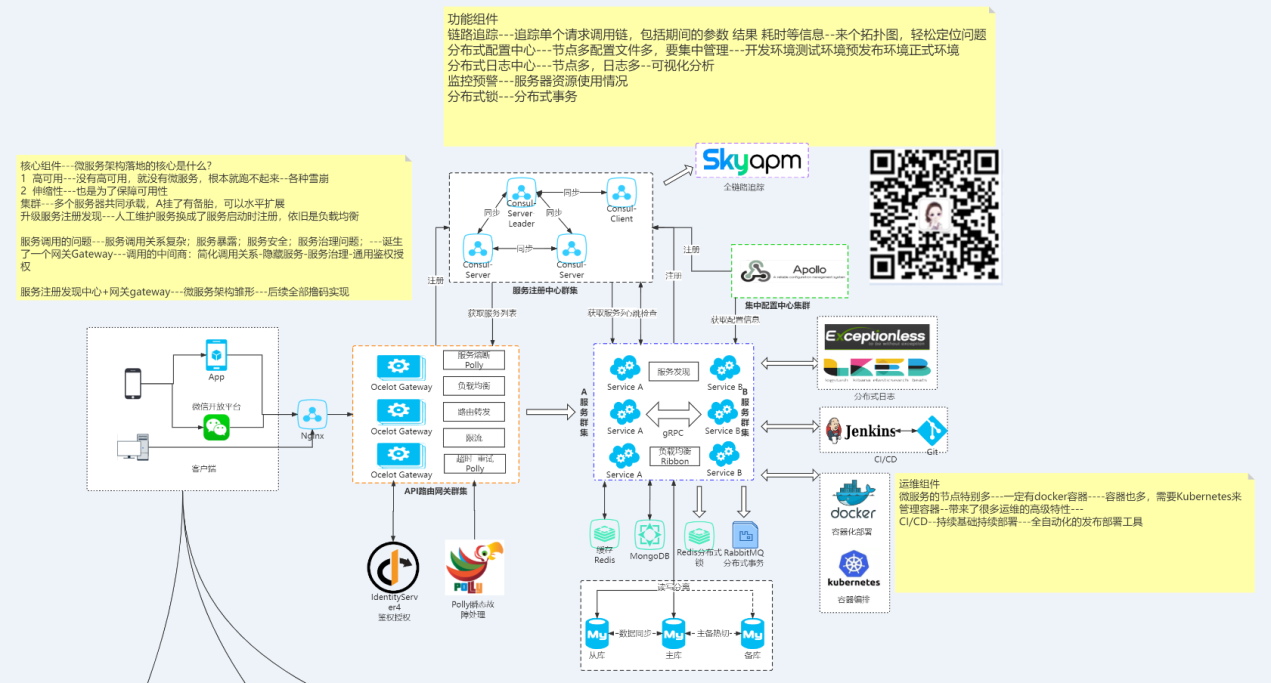 功能组件
链路追踪---追踪单个请求调用链，包括期间的参数 结果 耗时等信息--来个拓扑图，轻松定位问题
分布式配置中心---节点多配置文件多，要集中管理---开发环境测试环境预发布环境正式环境
分布式日志中心---节点多，日志多--可视化分析
监控预警---服务器资源使用情况
分布式锁---分布式事务
核心组件---微服务架构落地的核心是什么？
1 高可用---没有高可用，就没有微服务，根本就跑不起来--各种雪崩
2 伸缩性---也是为了保障可用性
集群---多个服务器共同承载，A挂了有备胎，可以水平扩展
升级服务注册发现---人工维护服务换成了服务启动时注册，依旧是负载均衡
服务调用的问题---服务调用关系复杂；服务暴露；服务安全；服务治理问题；---诞生
了一个网关Gateway---调用的中间商：简化调用关系-隐藏服务-服务治理-通用鉴权授
权
服务注册发现中心+网关gateway---微服务架构雏形---后续全部撸码实现
Skyapm
全链路追踪
Consul-
Server
Leader
同步
Consul-
Client
同步
同步
Consul-
Server
同步
Consul-
Server
服务注册中心群集
注册
注册
注册
Apollo
集中配置中心集群
获取服务列表
心跳检查
获取配置信息
App
微信开放平台
客户端
Nginx
Ocelot Gateway
Ocelot Gateway
Ocelot Gateway
服务熔断
Polly
负载均衡
路由转发
限流
超时 重试
Polly
API路由网关群集
A服务群集
Service A
服务发现
Service B
Service A
gRPC
Service B
Service A
负载均衡
Ribbon
Service B
B服务群集
Exceptionless
分布式日志
Jenkins
Git
CI/CD
docker
容器化部署
kubernetes
容器编排
运维组件
微服务的节点特别多---一定有docker容器----容器也多，需要Kubernetes来
管理容器--带来了很多运维的高级特性---
CI/CD--持续基础持续部署---全自动化的发布部署工具
IdentityServ
er4
鉴权授权
POLLY
Polly瞬态故
障处理
缓存
Redis
MongoDB
Redis分布式
锁
RabbitMQ
分布式事务
读写分离
My
数据同步
My
主备热切
My
从库
主库
备库